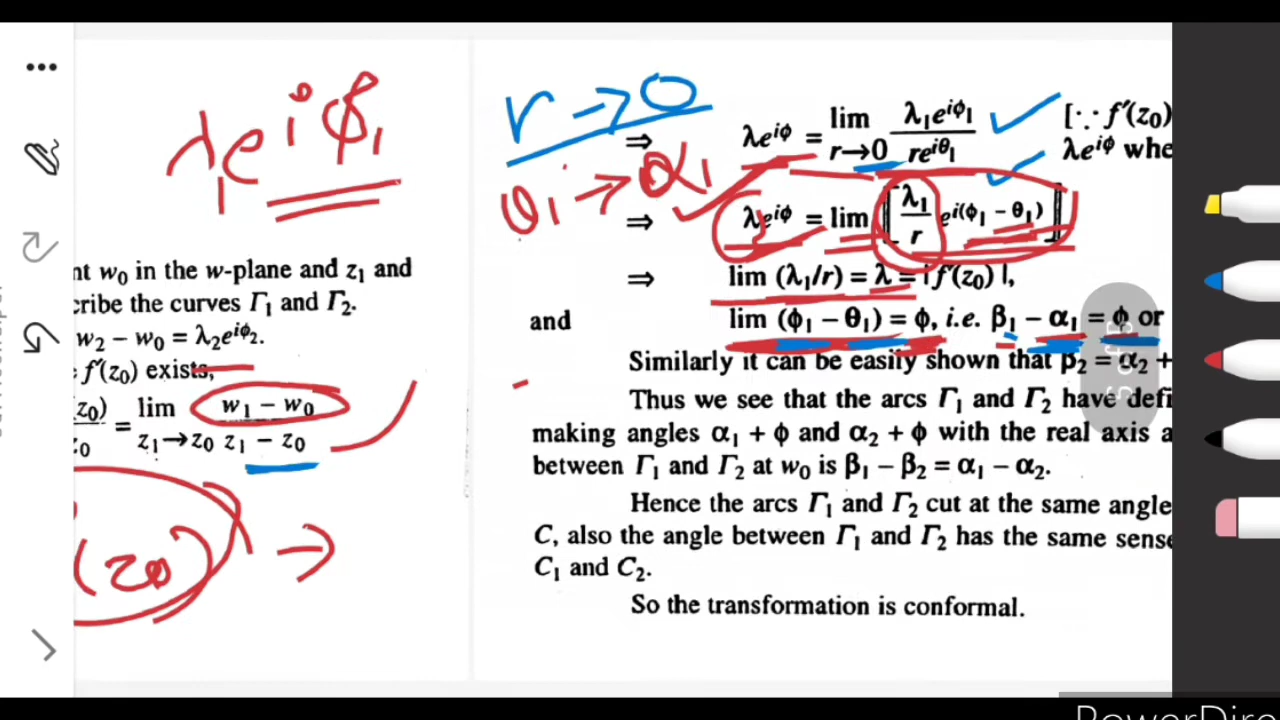 λ₁e^{iϕ₁}
nt w₀ in the w-plane and z₁ and
cribe the curves Γ₁ and Γ₂.
w₂ − w₀ = λ₂e^{iϕ₂}.
f′(z₀) exists,
z₀) = lim w₁ − w₀
z₀ z₁→z₀ z₁ − z₀
(z₀) →
r → 0
θ₁ → α₁
⇒ λe^{iϕ} = lim_{r→0} λ₁e^{iϕ₁} / re^{iθ₁} [∵ f′(z₀)
λe^{iϕ} whe
⇒ λe^{iϕ} = lim [λ₁/r e^{i(ϕ₁ − θ₁)}]
⇒ lim (λ₁/r) = λ = | f′(z₀) |,
and lim (ϕ₁ − θ₁) = ϕ, i.e. β₁ − α₁ = ϕ or
Similarly it can be easily shown that β₂ = α₂ +
Thus we see that the arcs Γ₁ and Γ₂ have defi
making angles α₁ + ϕ and α₂ + ϕ with the real axis a
between Γ₁ and Γ₂ at w₀ is β₁ − β₂ = α₁ − α₂.
Hence the arcs Γ₁ and Γ₂ cut at the same angle
C, also the angle between Γ₁ and Γ₂ has the same sense
C₁ and C₂.
So the transformation is conformal.
5 of 8
PowerDire